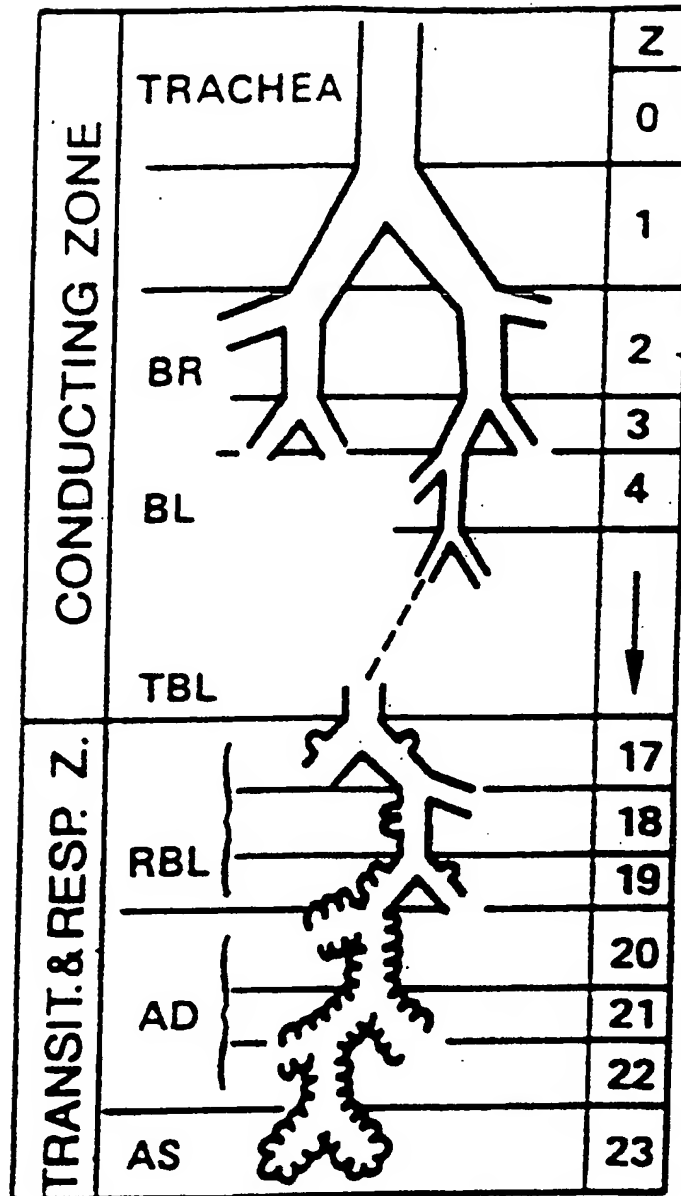 Z
TRACHEA
0
1
BR
2
3
BL
4
TBL
17
18
RBL
19
20
AD
21
22
AS
23
CONDUCTING ZONE
TRANSIT.& RESP. Z.